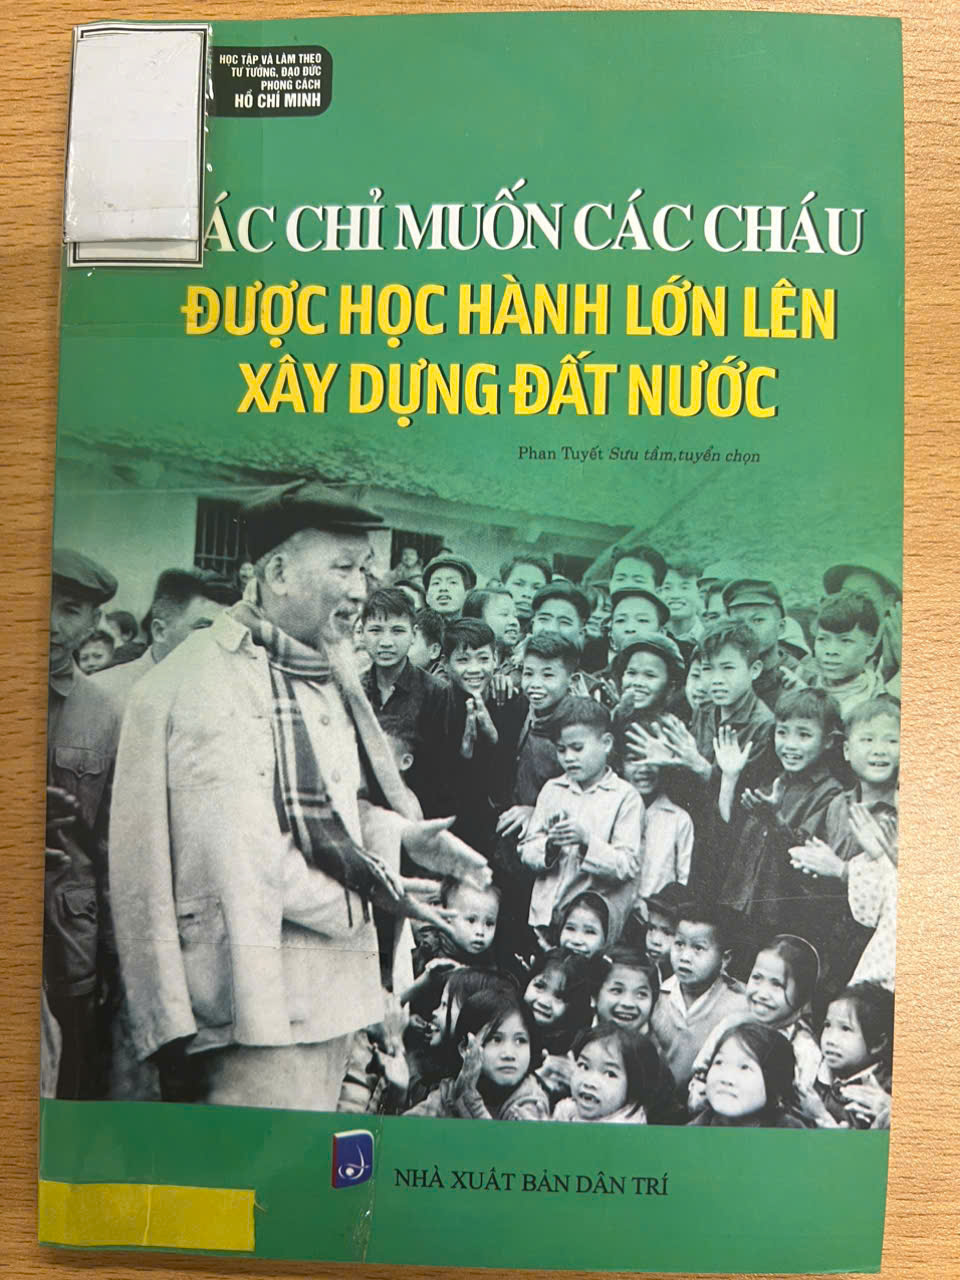 HỌC TẬP VÀ LÀM THEO
TƯ TƯỞNG, ĐẠO ĐỨC
PHONG CÁCH
HỒ CHÍ MINH
ÁC CHỈ MUỐN CÁC CHÁU
ĐƯỢC HỌC HÀNH LỚN LÊN
XÂY DỰNG ĐẤT NƯỚC
Phan Tuyết Sưu tầm,tuyển chọn
NHÀ XUẤT BẢN DÂN TRÍ